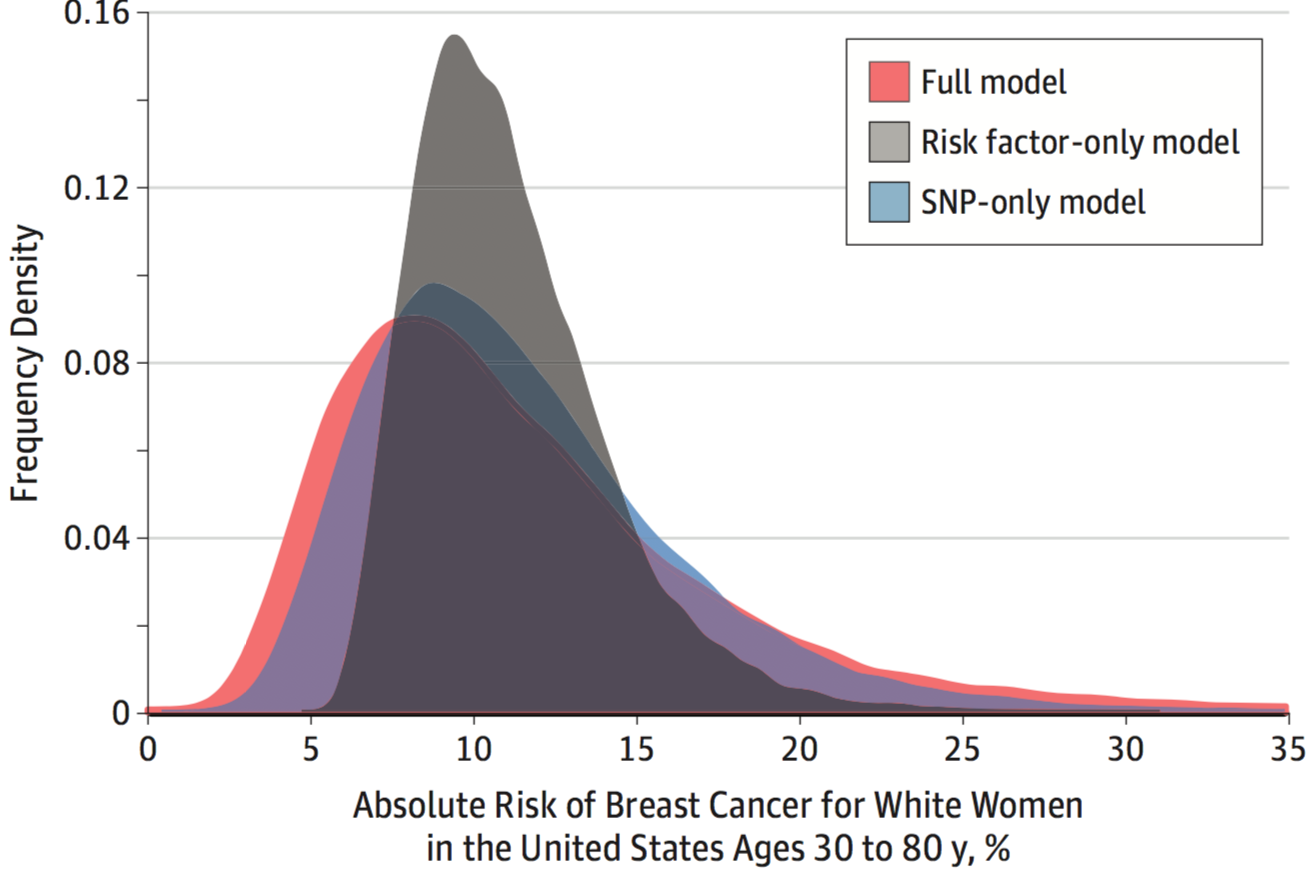 0.16
0.12
0.08
0.04
0
Frequency Density
Full model
Risk factor-only model
SNP-only model
0 5 10 15 20 25 30 35
Absolute Risk of Breast Cancer for White Women
in the United States Ages 30 to 80 y, %